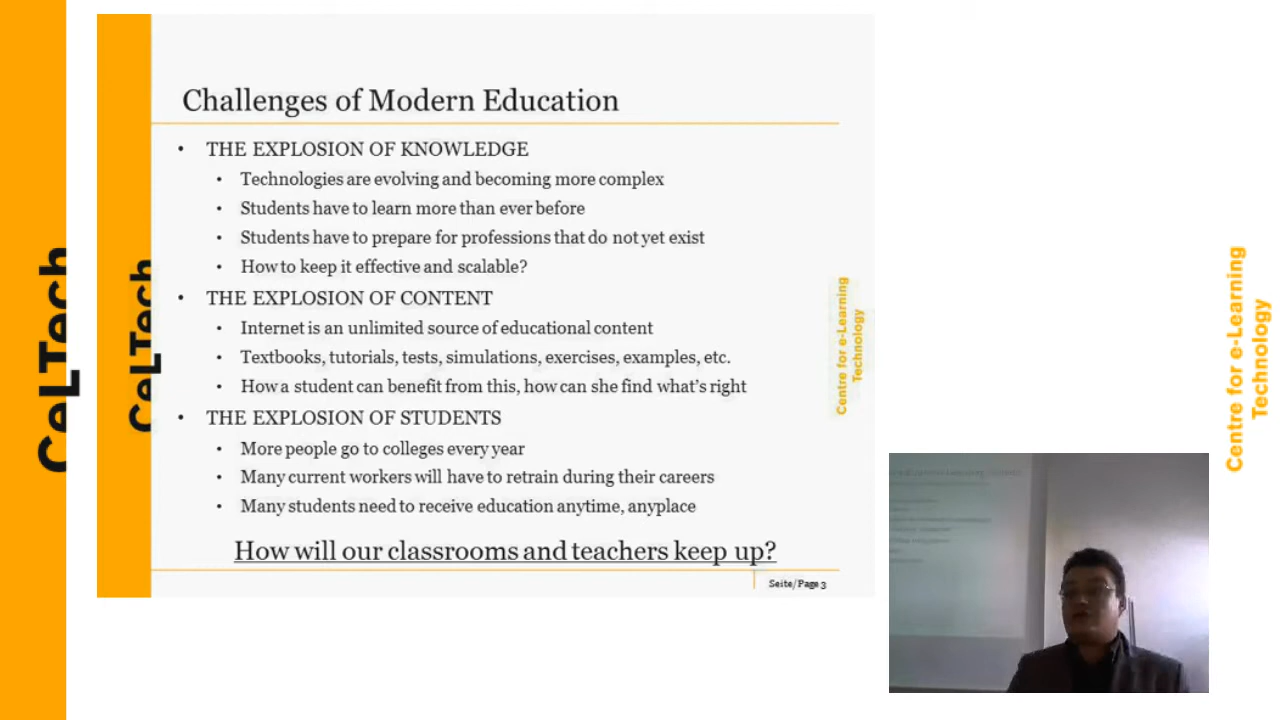 CeLTech
CeLTech
Challenges of Modern Education
• THE EXPLOSION OF KNOWLEDGE
• Technologies are evolving and becoming more complex
• Students have to learn more than ever before
• Students have to prepare for professions that do not yet exist
• How to keep it effective and scalable?
• THE EXPLOSION OF CONTENT
• Internet is an unlimited source of educational content
• Textbooks, tutorials, tests, simulations, exercises, examples, etc.
• How a student can benefit from this, how can she find what's right
• THE EXPLOSION OF STUDENTS
• More people go to colleges every year
• Many current workers will have to retrain during their careers
• Many students need to receive education anytime, anyplace
How will our classrooms and teachers keep up?
Seite/Page 3
Centre for e-Learning
Technology
Centre for e-Learning
Technology